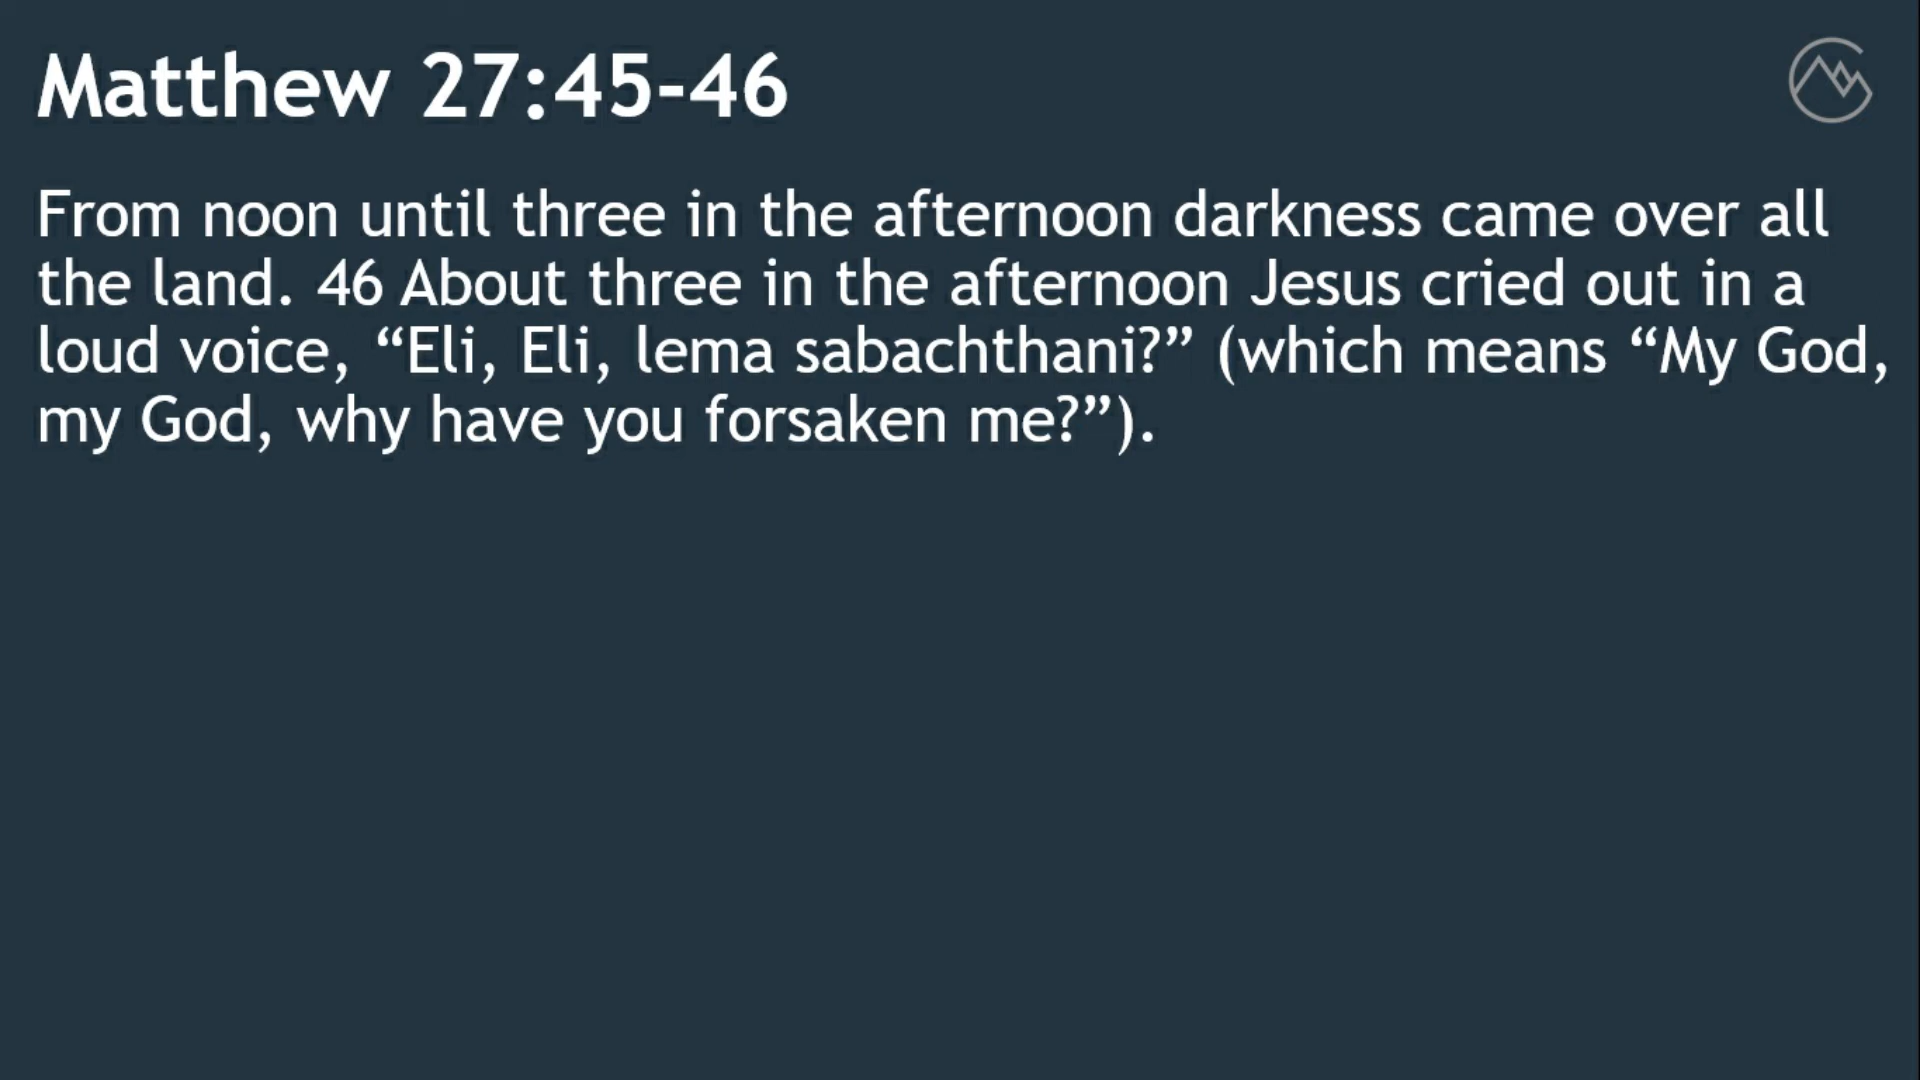 Matthew 27:45-46
From noon until three in the afternoon darkness came over all
the land. 46 About three in the afternoon Jesus cried out in a
loud voice, “Eli, Eli, lema sabachthani?” (which means “My God,
my God, why have you forsaken me?”).